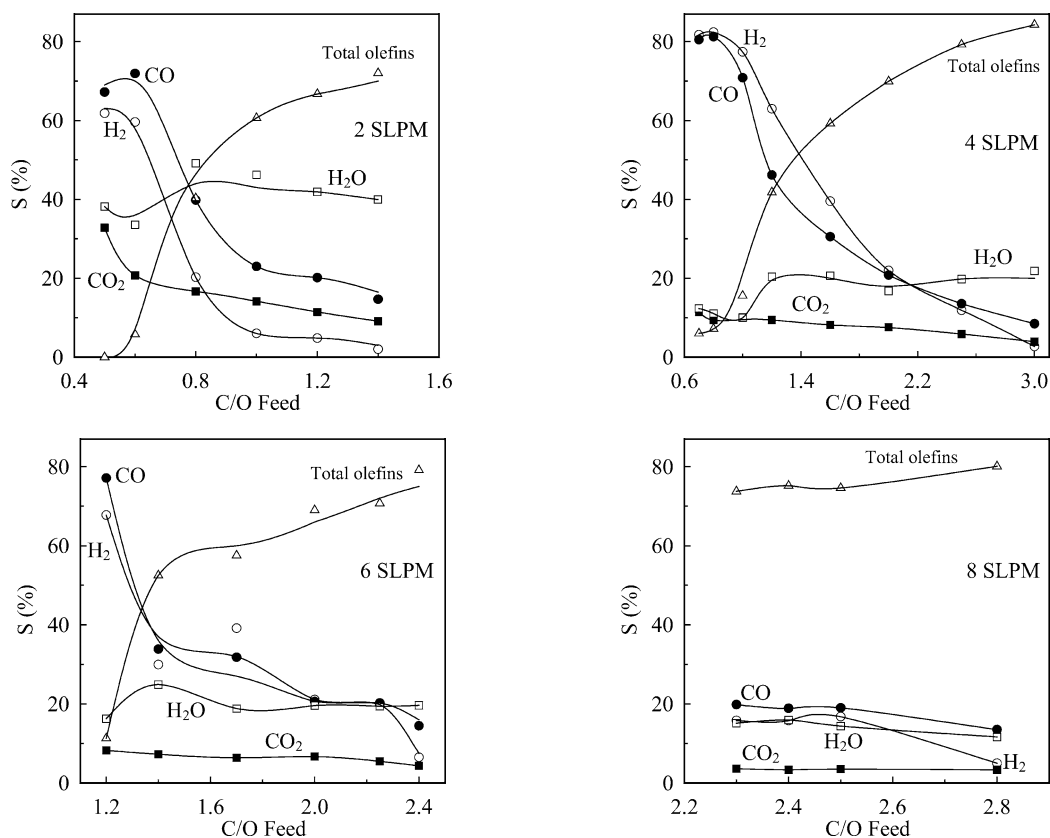 80
60
40
20
0
S (%)
Total olefins
CO
H2
2 SLPM
H2O
CO2
0.4 0.8 1.2 1.6
C/O Feed
80
60
40
20
0
S (%)
H2
CO
Total olefins
4 SLPM
H2O
CO2
0.6 1.4 2.2 3.0
C/O Feed
80
60
40
20
0
S (%)
CO
Total olefins
H2
6 SLPM
H2O
CO2
1.2 1.6 2.0 2.4
C/O Feed
80
60
40
20
0
S (%)
Total olefins
8 SLPM
CO
H2O
CO2
H2
2.2 2.4 2.6 2.8
C/O Feed